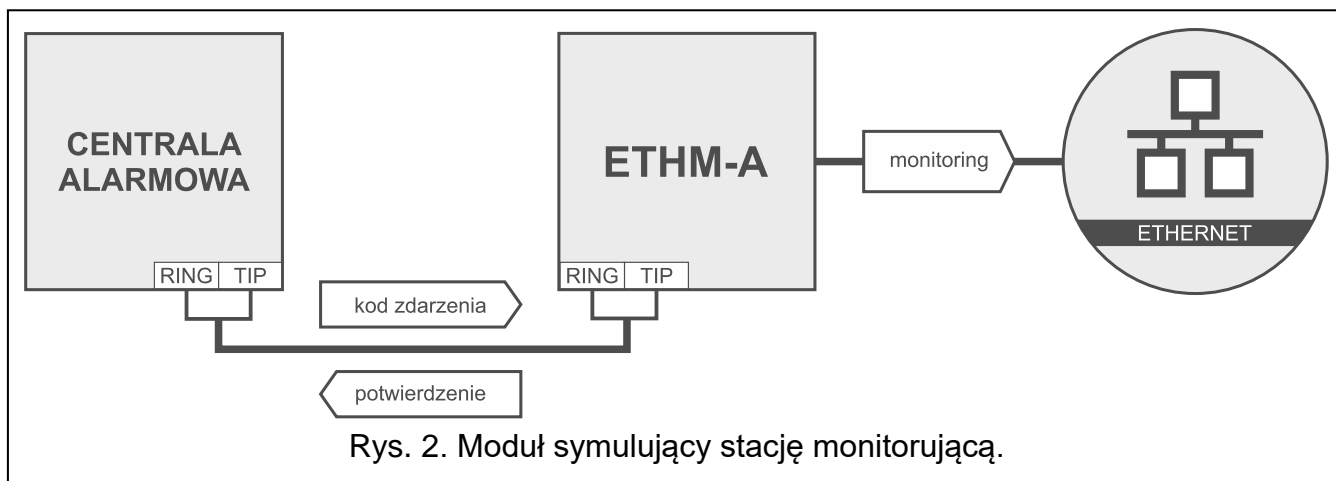 CENTRALA
ALARMOWA
RING TIP
ETHM-A
RING TIP
monitoring
ETHERNET
kod zdarzenia
potwierdzenie
Rys. 2. Moduł symulujący stację monitorującą.